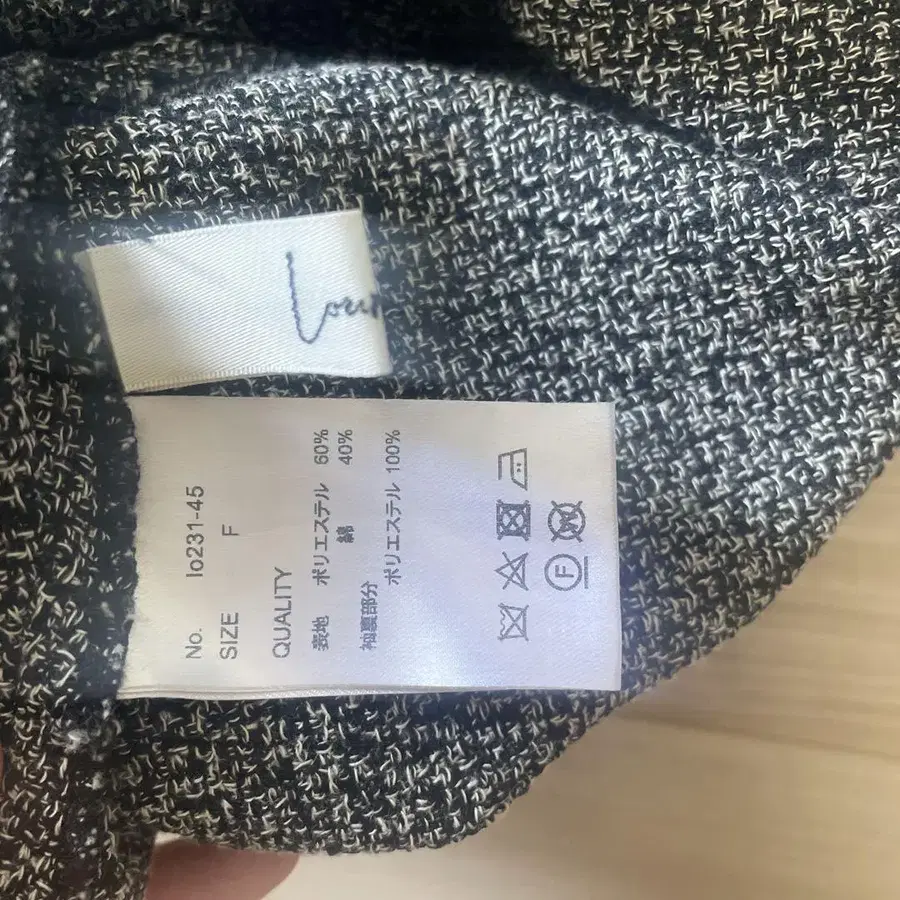 No. lo231-45
SIZE F
QUALITY
表地 ポリエステル 60%
綿 40%
袖裏部分
ポリエステル 100%
F